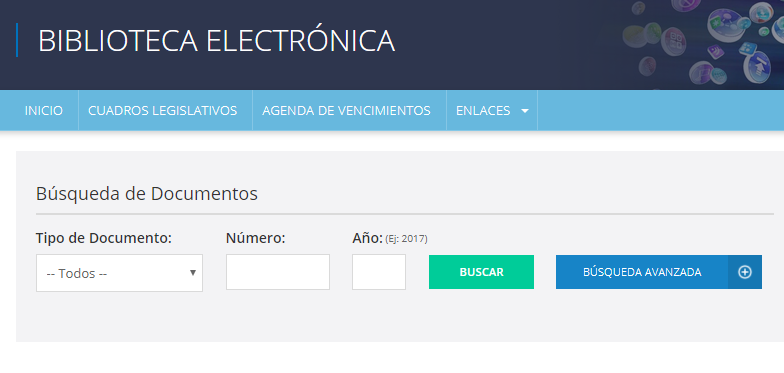 BIBLIOTECA ELECTRÓNICA
INICIO CUADROS LEGISLATIVOS AGENDA DE VENCIMIENTOS ENLACES
Búsqueda de Documentos
Tipo de Documento: Número: Año: (Ej: 2017)
-- Todos -- BUSCAR BÚSQUEDA AVANZADA